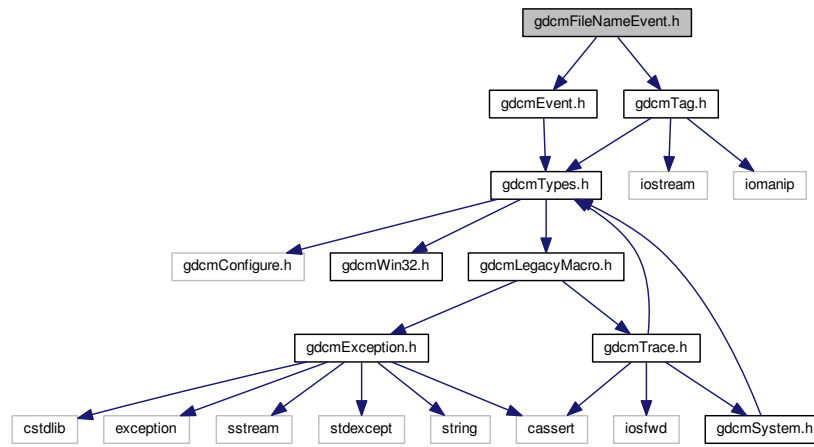 gdcmFileNameEvent.h
gdcmEvent.h
gdcmTag.h
gdcmTypes.h
iostream
iomanip
gdcmConfigure.h
gdcmWin32.h
gdcmLegacyMacro.h
gdcmException.h
gdcmTrace.h
cstdlib
exception
sstream
stdexcept
string
cassert
iosfwd
gdcmSystem.h